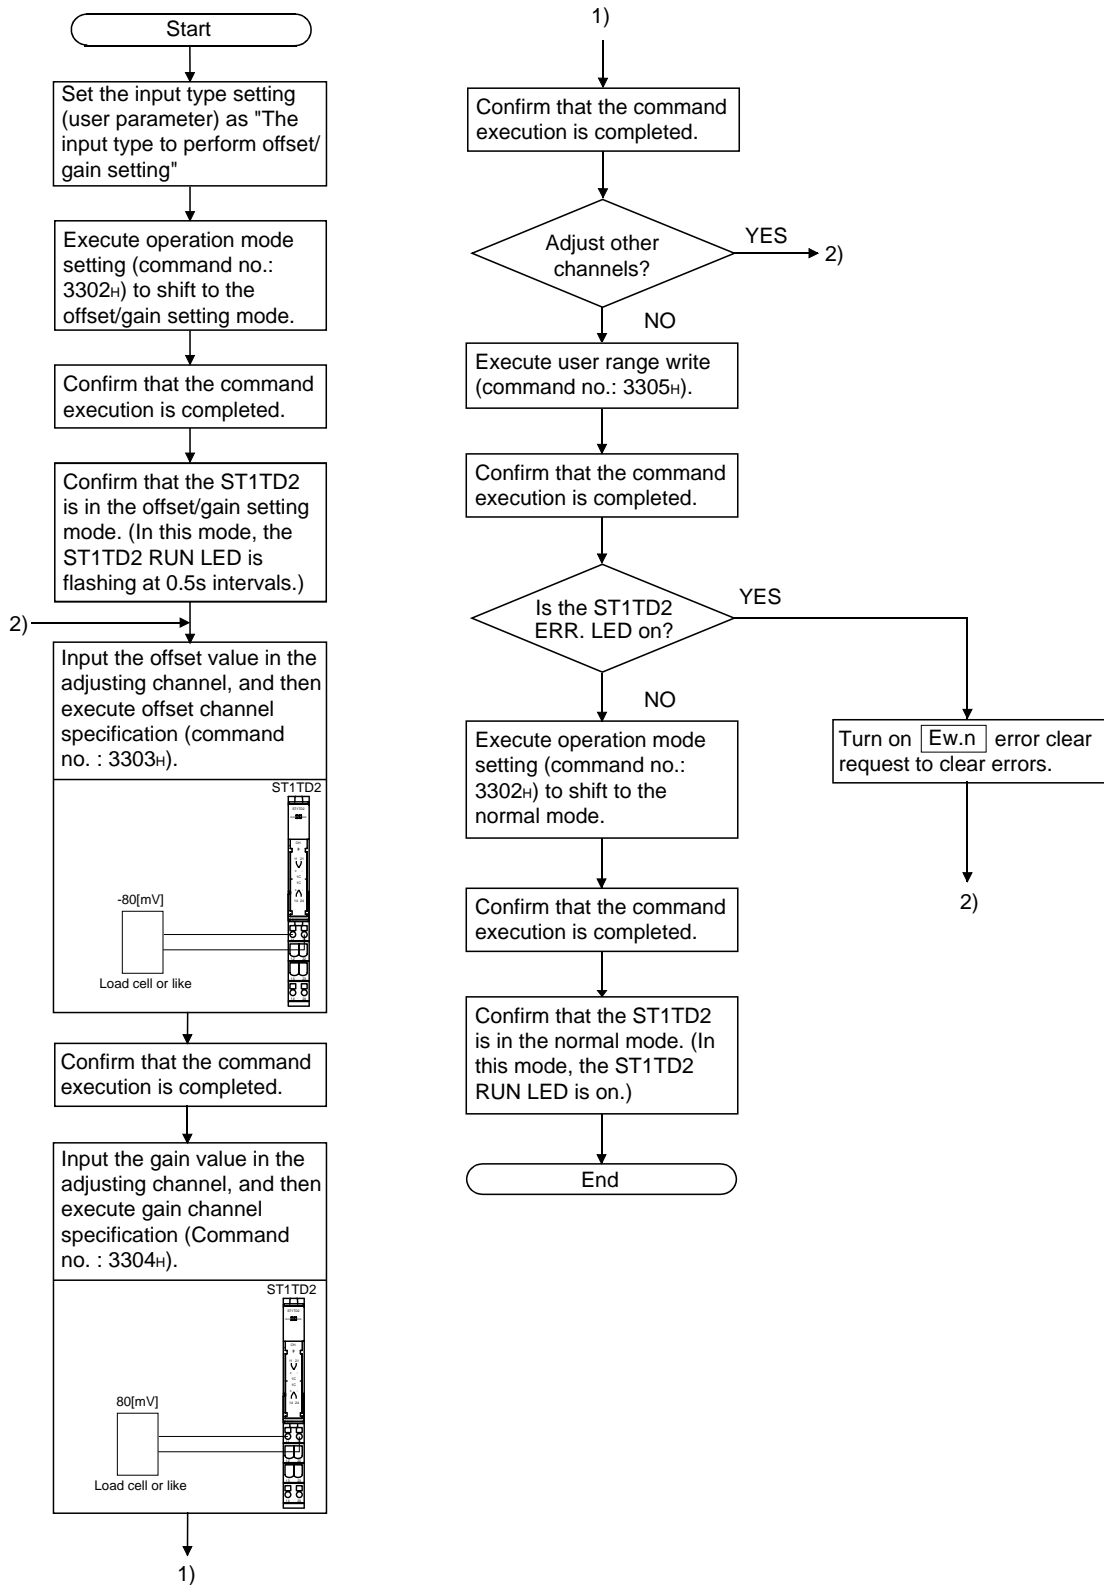 Start
Set the input type setting
(user parameter) as "The
input type to perform offset/
gain setting"
Execute operation mode
setting (command no.:
3302H) to shift to the
offset/gain setting mode.
Confirm that the command
execution is completed.
Confirm that the ST1TD2
is in the offset/gain setting
mode. (In this mode, the
ST1TD2 RUN LED is
flashing at 0.5s intervals.)
2)
Input the offset value in the
adjusting channel, and then
execute offset channel
specification (command
no. : 3303H).
ST1TD2
-80[mV]
Load cell or like
Confirm that the command
execution is completed.
Input the gain value in the
adjusting channel, and then
execute gain channel
specification (Command
no. : 3304H).
ST1TD2
80[mV]
Load cell or like
1)
1)
Confirm that the command
execution is completed.
Adjust other
channels?
YES
2)
NO
Execute user range write
(command no.: 3305H).
Confirm that the command
execution is completed.
Is the ST1TD2
ERR. LED on?
YES
NO
Turn on Ew.n error clear
request to clear errors.
2)
Execute operation mode
setting (command no.:
3302H) to shift to the
normal mode.
Confirm that the command
execution is completed.
Confirm that the ST1TD2
is in the normal mode. (In
this mode, the ST1TD2
RUN LED is on.)
End